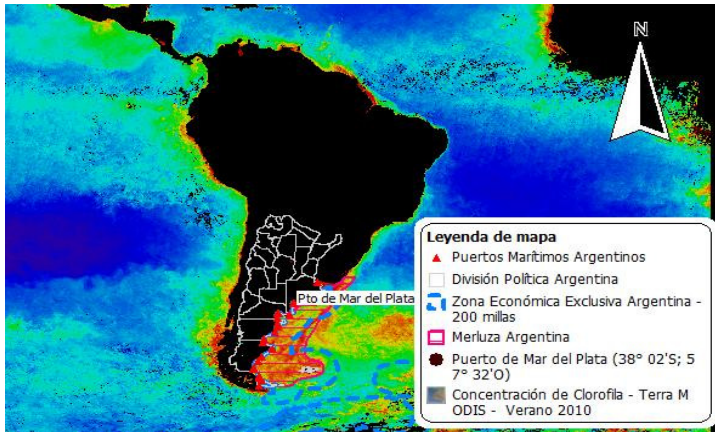 N
Leyenda de mapa
Puertos Marítimos Argentinos
División Política Argentina
Pto de Mar del Plata
Zona Económica Exclusiva Argentina -
200 millas
Merluza Argentina
Puerto de Mar del Plata (38° 02'S; 5
7° 32'O)
Concentración de Clorofila - Terra M
ODIS - Verano 2010